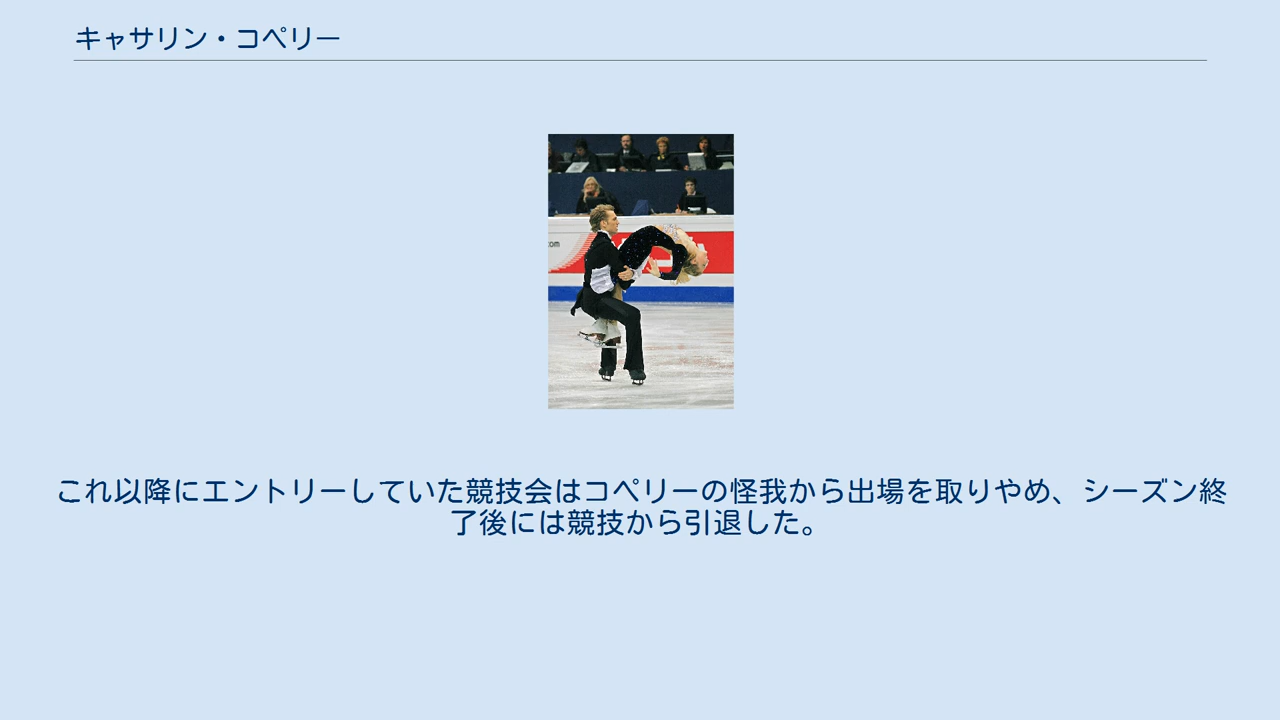 キャサリン・コペリー
com
これ以降にエントリーしていた競技会はコペリーの怪我から出場を取りやめ、シーズン終
了後には競技から引退した。